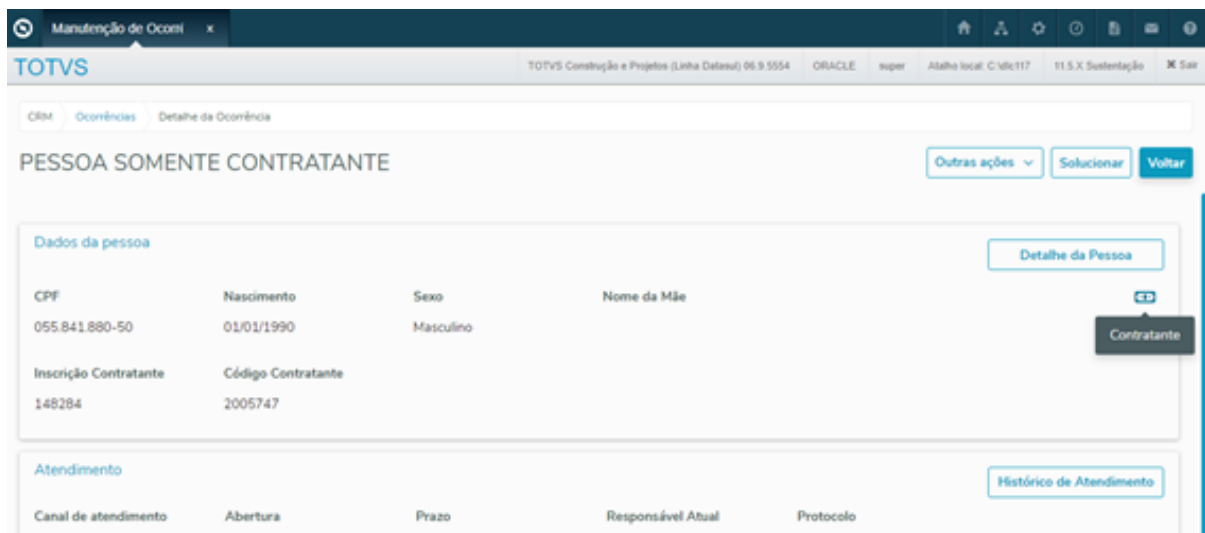 Manutenção de Ocorri x
TOTVS
TOTVS Construção e Projetos (Linha Datasul) 06.9.5554 ORACLE super Atalho local: C:\dlc117 11.5.X Sustentação Sair
CRM Ocorrências Detalhe da Ocorrência
PESSOA SOMENTE CONTRATANTE
Outras ações Solucionar Voltar
Dados da pessoa
Detalhe da Pessoa
CPF Nascimento Sexo Nome da Mãe
055.841.880-50 01/01/1990 Masculino
Contratante
Inscrição Contratante Código Contratante
148284 2005747
Atendimento
Histórico de Atendimento
Canal de atendimento Abertura Prazo Responsável Atual Protocolo